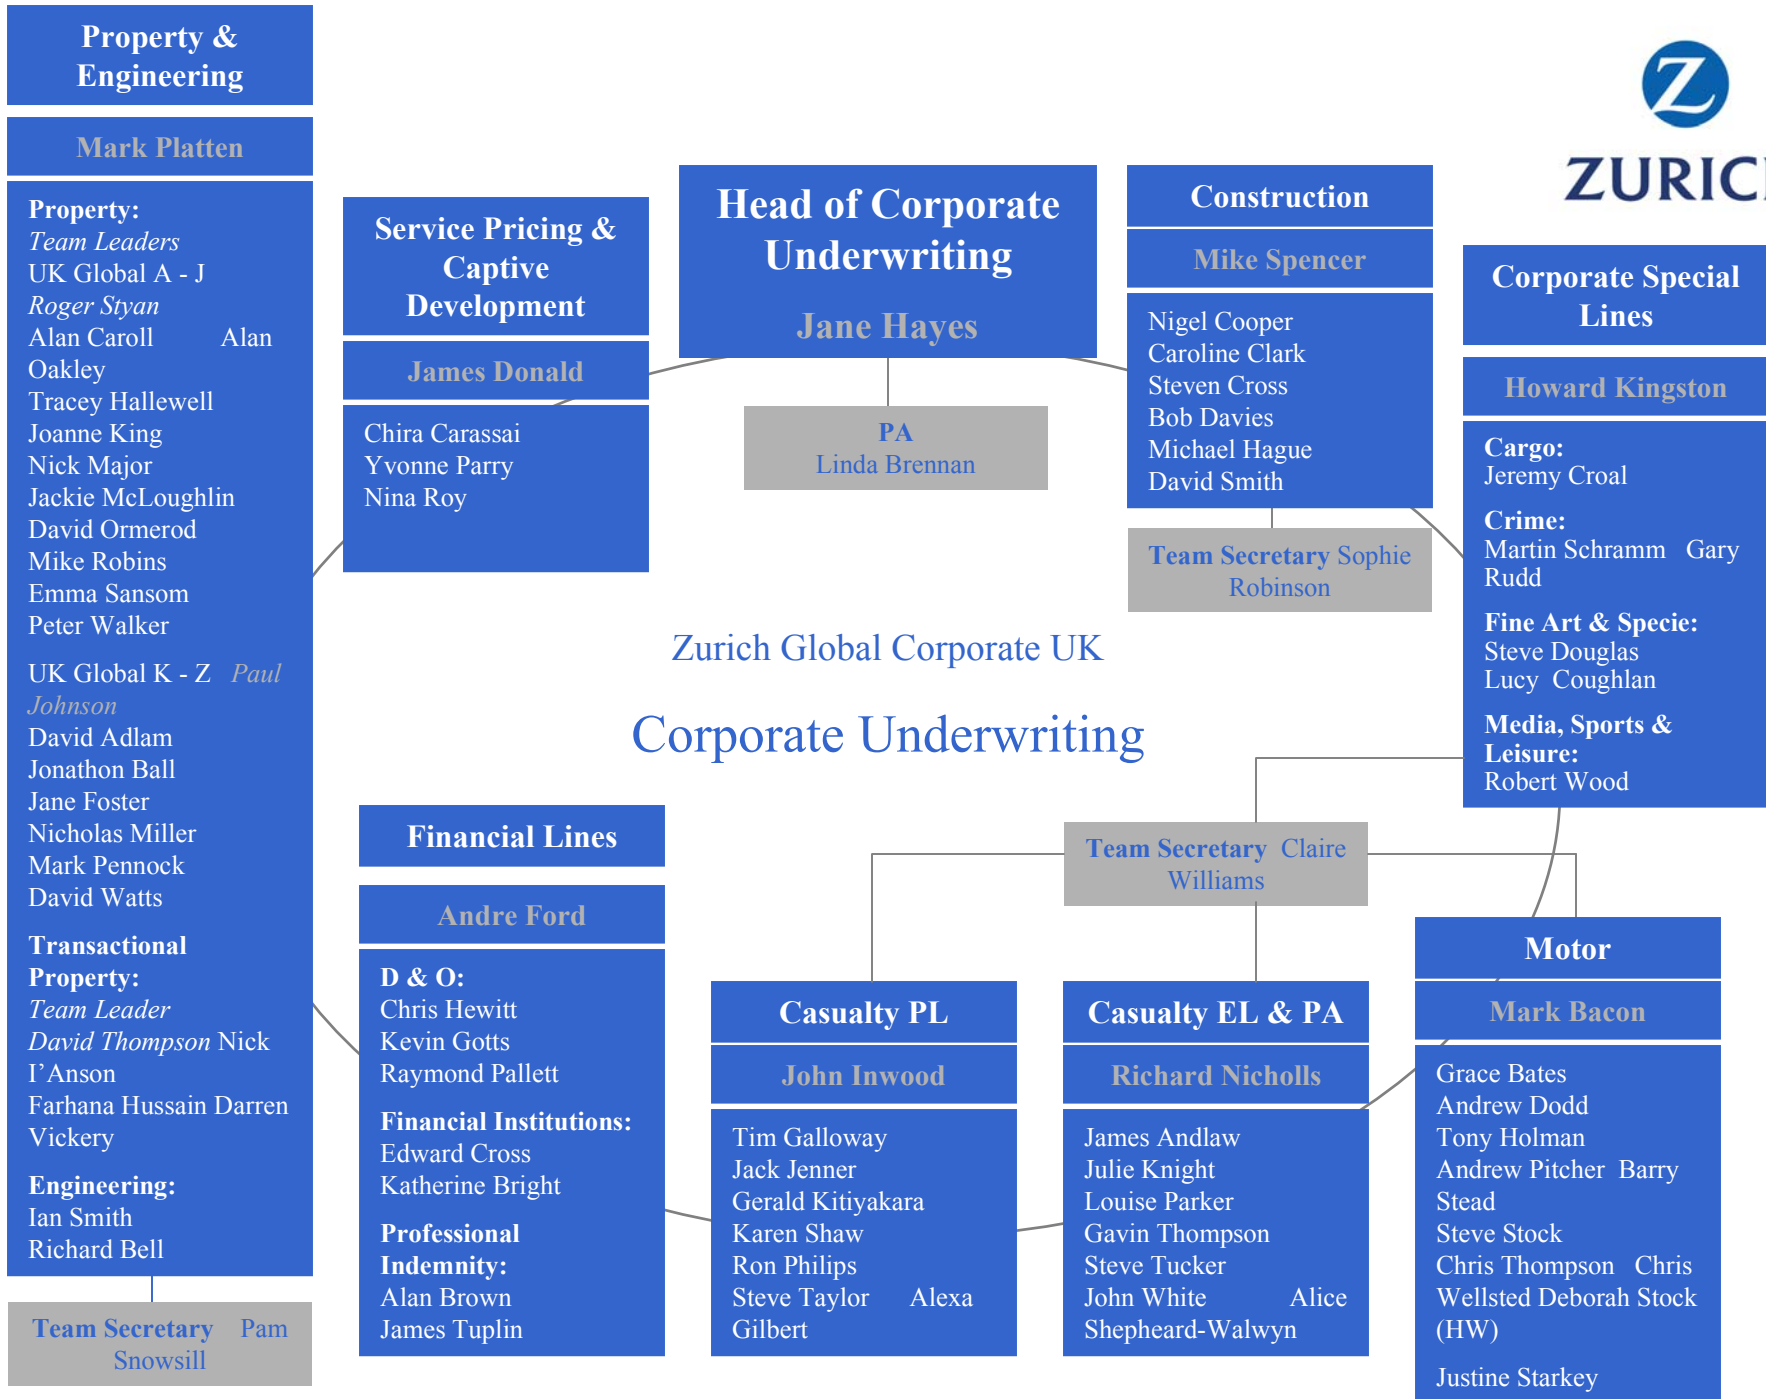 Property &
Engineering
Mark Platten
Property:
Team Leaders
UK Global A - J
Roger Styan
Alan Caroll Alan
Oakley
Tracey Hallewell
Joanne King
Nick Major
Jackie McLoughlin
David Ormerod
Mike Robins
Emma Sansom
Peter Walker
UK Global K - Z Paul
Johnson
David Adlam
Jonathon Ball
Jane Foster
Nicholas Miller
Mark Pennock
David Watts
Transactional
Property:
Team Leader
David Thompson Nick
I’Anson
Farhana Hussain Darren
Vickery
Engineering:
Ian Smith
Richard Bell
Team Secretary Pam
Snowsill
Service Pricing &
Captive
Development
James Donald
Chira Carassai
Yvonne Parry
Nina Roy
Head of Corporate
Underwriting
Jane Hayes
PA
Linda Brennan
Construction
Mike Spencer
Nigel Cooper
Caroline Clark
Steven Cross
Bob Davies
Michael Hague
David Smith
Team Secretary Sophie
Robinson
Z
ZURICH
Corporate Special
Lines
Howard Kingston
Cargo:
Jeremy Croal
Crime:
Martin Schramm Gary
Rudd
Fine Art & Specie:
Steve Douglas
Lucy Coughlan
Media, Sports &
Leisure:
Robert Wood
Zurich Global Corporate UK
Corporate Underwriting
Financial Lines
Andre Ford
D & O:
Chris Hewitt
Kevin Gotts
Raymond Pallett
Financial Institutions:
Edward Cross
Katherine Bright
Professional
Indemnity:
Alan Brown
James Tuplin
Team Secretary Claire
Williams
Casualty PL
John Inwood
Tim Galloway
Jack Jenner
Gerald Kitiyakara
Karen Shaw
Ron Philips
Steve Taylor Alexa
Gilbert
Casualty EL & PA
Richard Nicholls
James Andlaw
Julie Knight
Louise Parker
Gavin Thompson
Steve Tucker
John White Alice
Shepheard-Walwyn
Motor
Mark Bacon
Grace Bates
Andrew Dodd
Tony Holman
Andrew Pitcher Barry
Stead
Steve Stock
Chris Thompson Chris
Wellsted Deborah Stock
(HW)
Justine Starkey